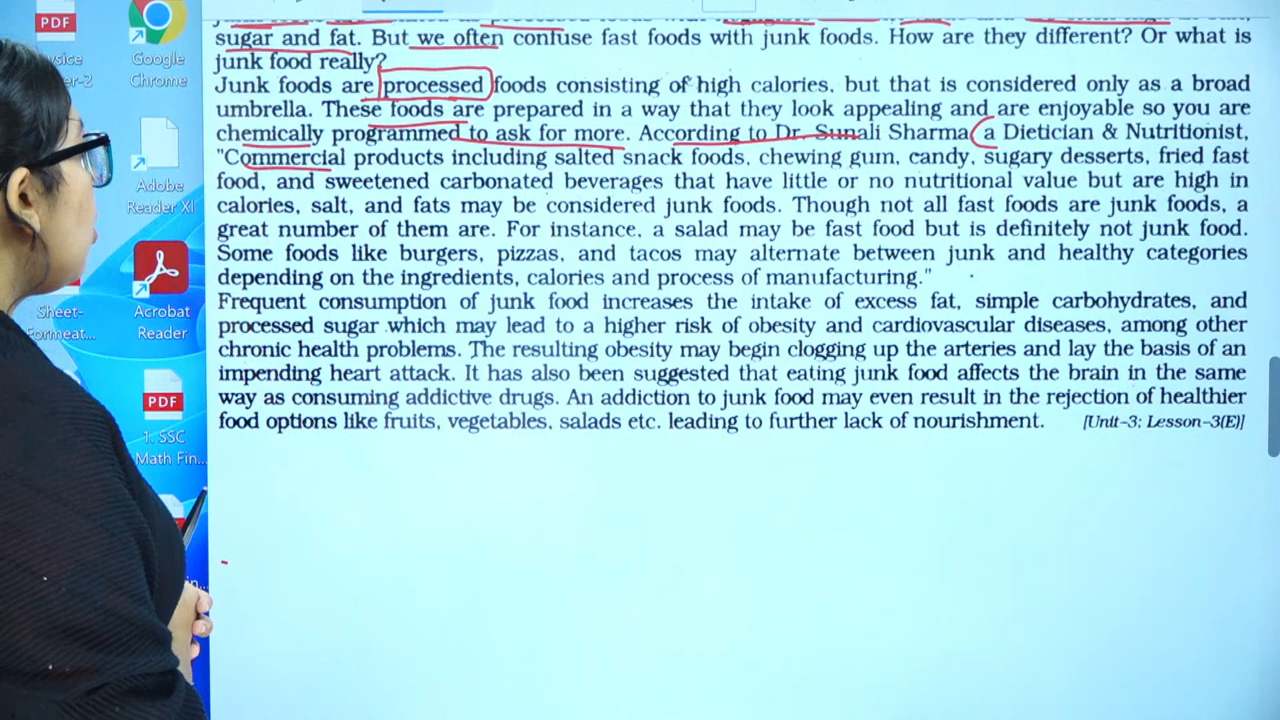 sugar and fat. But we often confuse fast foods with junk foods. How are they different? Or what is
junk food really?
Junk foods are processed foods consisting of high calories, but that is considered only as a broad
umbrella. These foods are prepared in a way that they look appealing and are enjoyable so you are
chemically programmed to ask for more. According to Dr. Sunali Sharma, a Dietician & Nutritionist,
"Commercial products including salted snack foods, chewing gum, candy, sugary desserts, fried fast
food, and sweetened carbonated beverages that have little or no nutritional value but are high in
calories, salt, and fats may be considered junk foods. Though not all fast foods are junk foods, a
great number of them are. For instance, a salad may be fast food but is definitely not junk food.
Some foods like burgers, pizzas, and tacos may alternate between junk and healthy categories
depending on the ingredients, calories and process of manufacturing."
Frequent consumption of junk food increases the intake of excess fat, simple carbohydrates, and
processed sugar which may lead to a higher risk of obesity and cardiovascular diseases, among other
chronic health problems. The resulting obesity may begin clogging up the arteries and lay the basis of an
impending heart attack. It has also been suggested that eating junk food affects the brain in the same
way as consuming addictive drugs. An addiction to junk food may even result in the rejection of healthier
food options like fruits, vegetables, salads etc. leading to further lack of nourishment. [Unit-3; Lesson-3(E)]
PDF
Google
Chrome
Adobe
Reader XI
Sheet-
Formeat...
Acrobat
Reader
PDF
1. SSC
Math Fin...